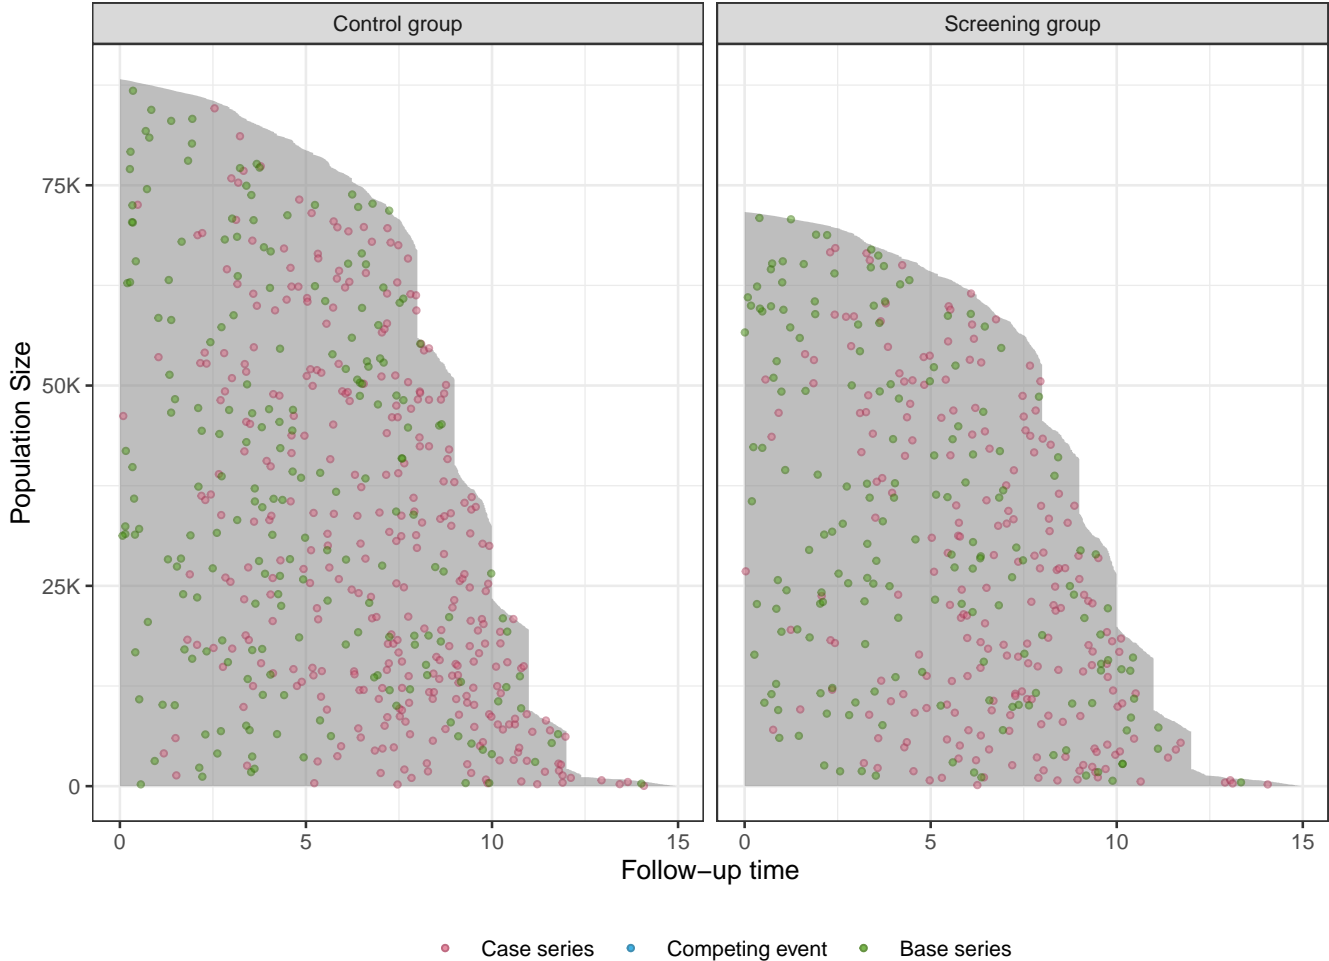 Control group
Screening group
Population Size
75K
50K
25K
0
0 5 10 15
0 5 10 15
Follow−up time
Case series Competing event Base series